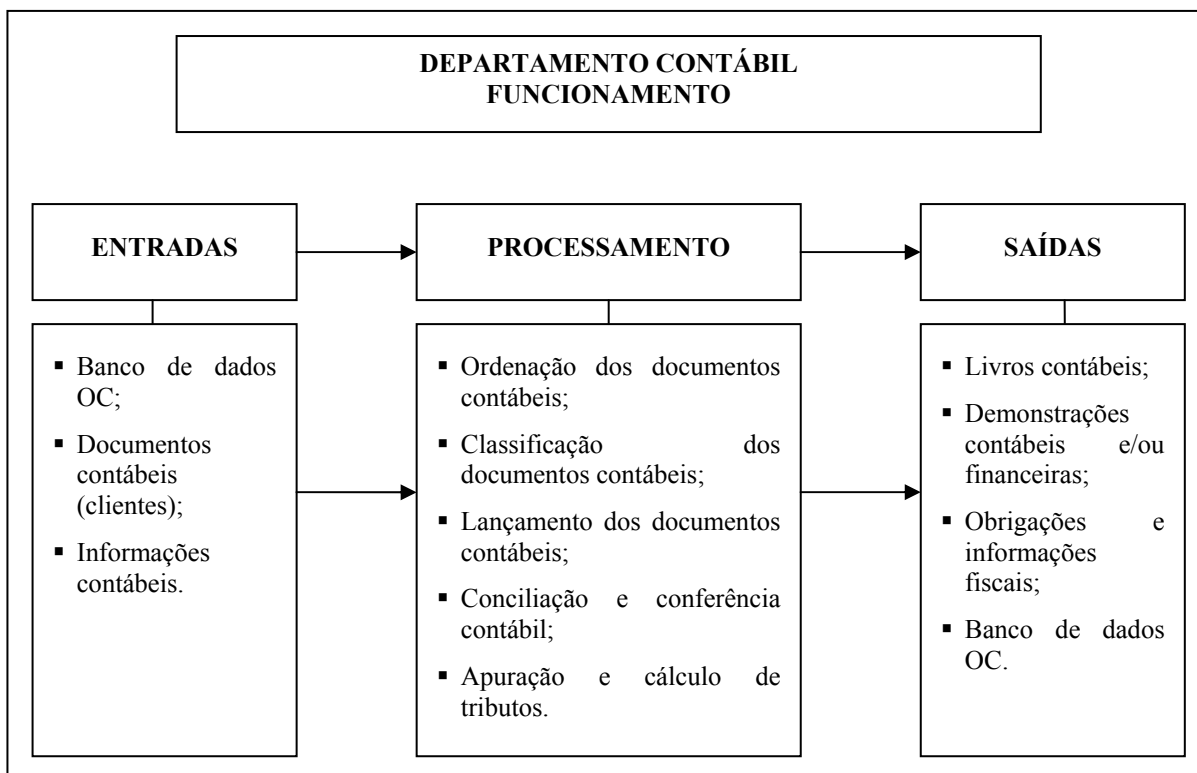 DEPARTAMENTO CONTÁBIL
FUNCIONAMENTO
ENTRADAS
PROCESSAMENTO
SAÍDAS
▪ Banco de dados
OC;
▪ Documentos
contábeis
(clientes);
▪ Informações
contábeis.
▪ Ordenação dos documentos
contábeis;
▪ Classificação dos
documentos contábeis;
▪ Lançamento dos documentos
contábeis;
▪ Conciliação e conferência
contábil;
▪ Apuração e cálculo de
tributos.
▪ Livros contábeis;
▪ Demonstrações
contábeis e/ou
financeiras;
▪ Obrigações e
informações
fiscais;
▪ Banco de dados
OC.